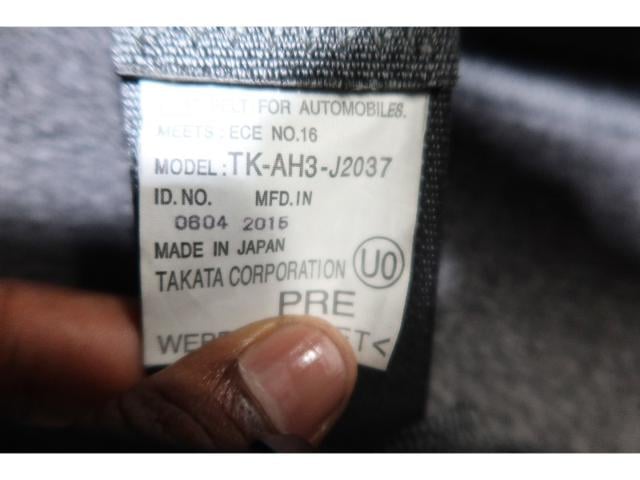 BELT FOR AUTOMOBILES.
MEETS: ECE NO.16
MODEL: TK-AH3-J2037
ID.NO. MFD.IN
0604 2015
MADE IN JAPAN
TAKATA CORPORATION U0
PRE